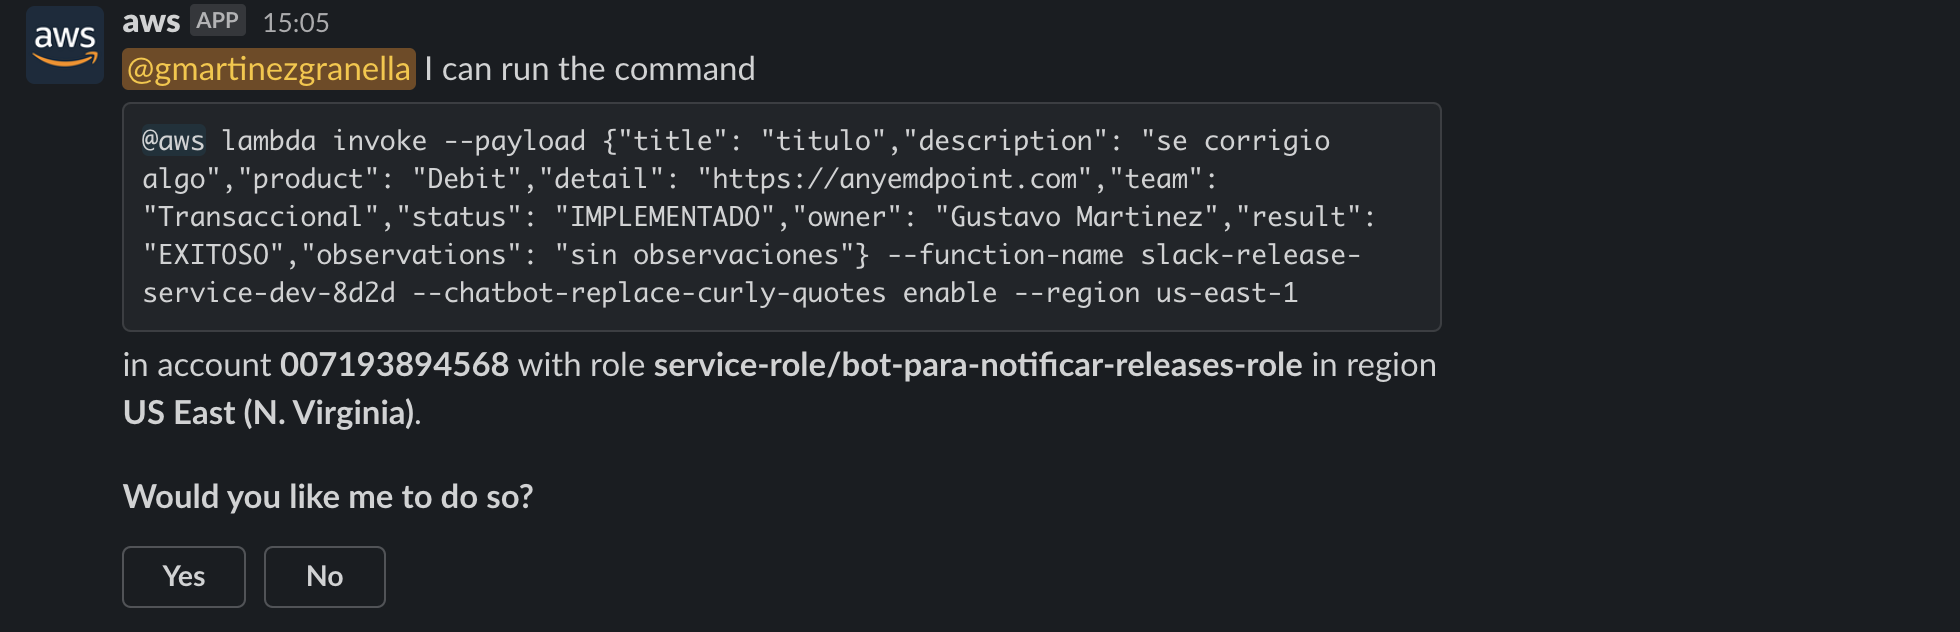 aws
aws APP 15:05
@gmartinezgranella I can run the command
@aws lambda invoke --payload {"title": "titulo","description": "se corrigio
algo","product": "Debit","detail": "https://anyemdpoint.com","team":
"Transaccional","status": "IMPLEMENTADO","owner": "Gustavo Martinez","result":
"EXITOSO","observations": "sin observaciones"} --function-name slack-release-
service-dev-8d2d --chatbot-replace-curly-quotes enable --region us-east-1
in account 007193894568 with role service-role/bot-para-notificar-releases-role in region
US East (N. Virginia).
Would you like me to do so?
Yes No